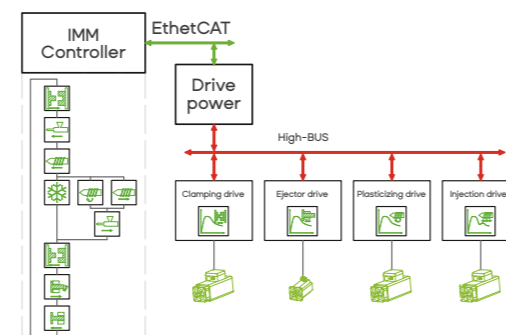 IMM
Controller
EthetCAT
Drive
power
High-BUS
Clamping drive
Ejector drive
Plasticizing drive
Injection drive